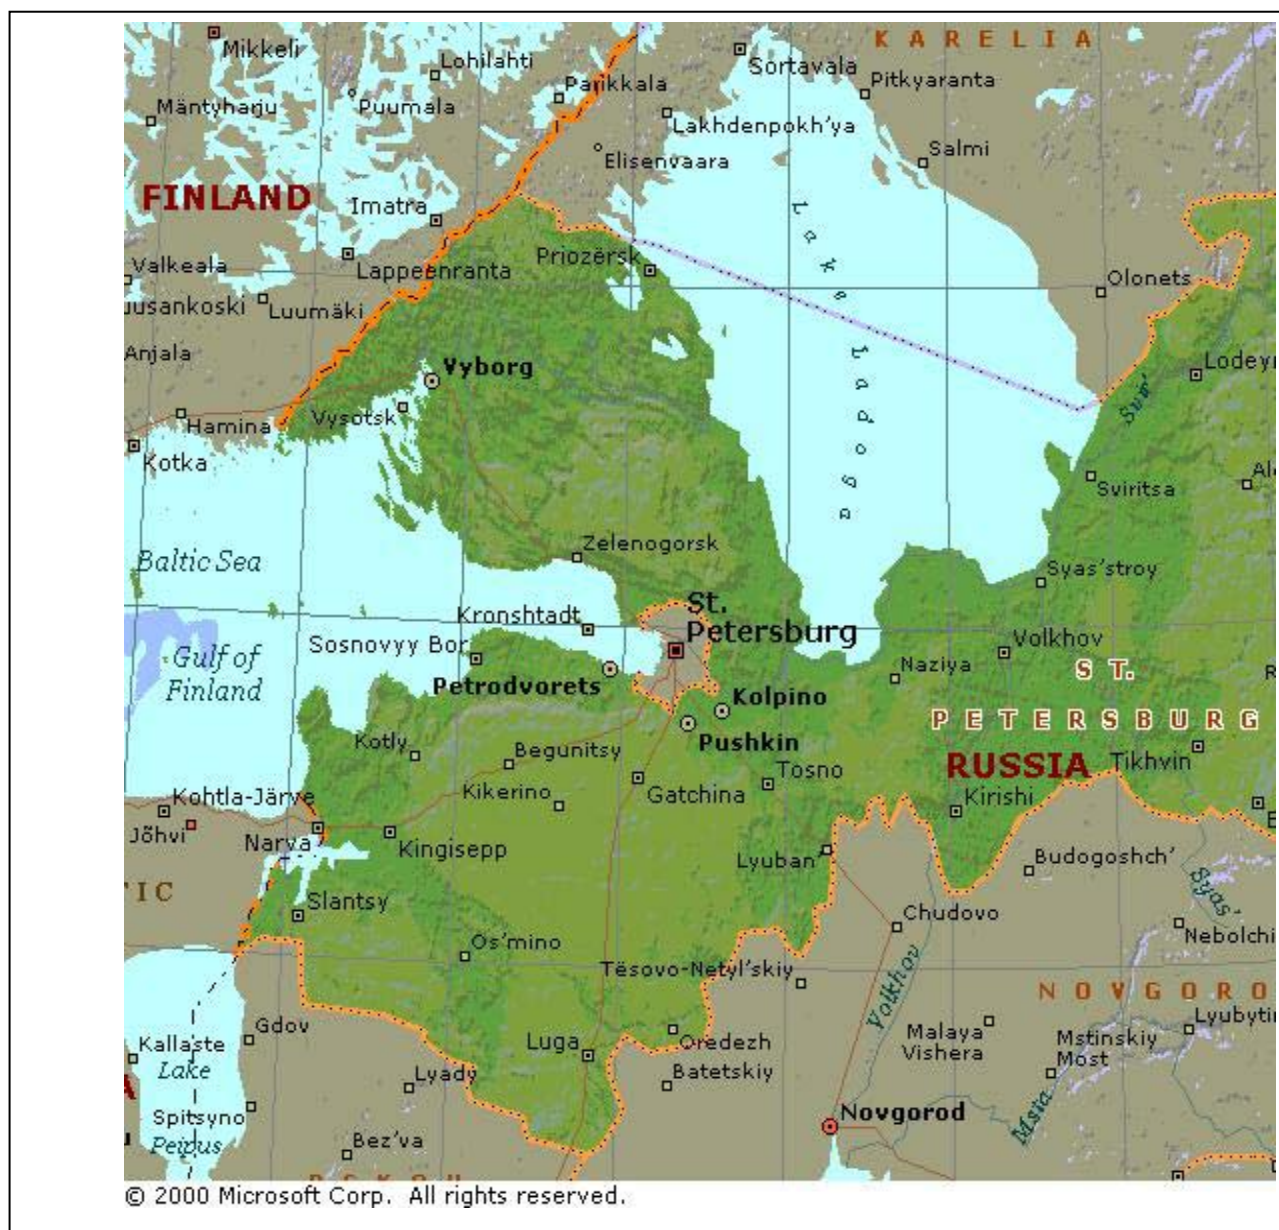 KARELIA
Mikkeli
Lohilahti
Sortavala
Pitkyaranta
Parikkala
Mäntyharju
Puumala
Lakhdenpokh'ya
Elisenvaara
Salmi
FINLAND
Imatra
Lake Ladoga
Valkeala
Lappeenranta
Priozërsk
Olonets
uusankoski
Luumäki
Anjala
Vyborg
Lodeyn
Svir'
Hamina
Vysotsk
Kotka
Sviritsa
Ale
Zelenogorsk
Baltic Sea
Syas'stroy
Kronshtadt
St.
Petersburg
Sosnovyy Bor
Volkhov
Gulf of
Finland
Naziya
ST.
R
Petrodvorets
Kolpino
PETERSBURG
Pushkin
Kotly
Begunitsy
RUSSIA
Tikhvin
Tosno
Kohtla-Järve
Kikerino
Gatchina
Kirishi
Jõhvi
Narva
Kingisepp
Lyuban'
Budogoshch'
TIC
Syas'
Slantsy
Chudovo
Nebolchi
Os'mino
Tësovo-Netyl'skiy
Volkhov
NOVGORO
Gdov
Malaya
Vishera
Lyubytin
Kallaste
Luga
Oredezh
Mstinskiy
Most
Lake
Peipus
Lyady
Batetskiy
A
Spitsyno
Novgorod
Msta
Bez'va
PSKOV
© 2000 Microsoft Corp. All rights reserved.